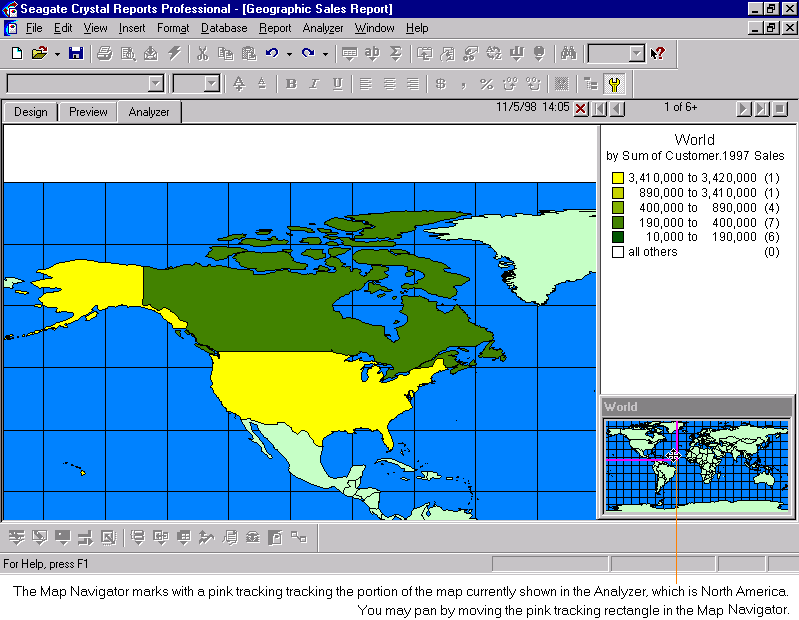 Seagate Crystal Reports Professional - [Geographic Sales Report]
File Edit View Insert Format Database Report Analyzer Window Help
B I U $ , %
Design Preview Analyzer 11/5/98 14:05 1 of 6+
World
by Sum of Customer.1997 Sales
3,410,000 to 3,420,000 (1)
890,000 to 3,410,000 (1)
400,000 to 890,000 (4)
190,000 to 400,000 (7)
10,000 to 190,000 (6)
all others (0)
World
For Help, press F1
The Map Navigator marks with a pink tracking tracking the portion of the map currently shown in the Analyzer, which is North America.
You may pan by moving the pink tracking rectangle in the Map Navigator.